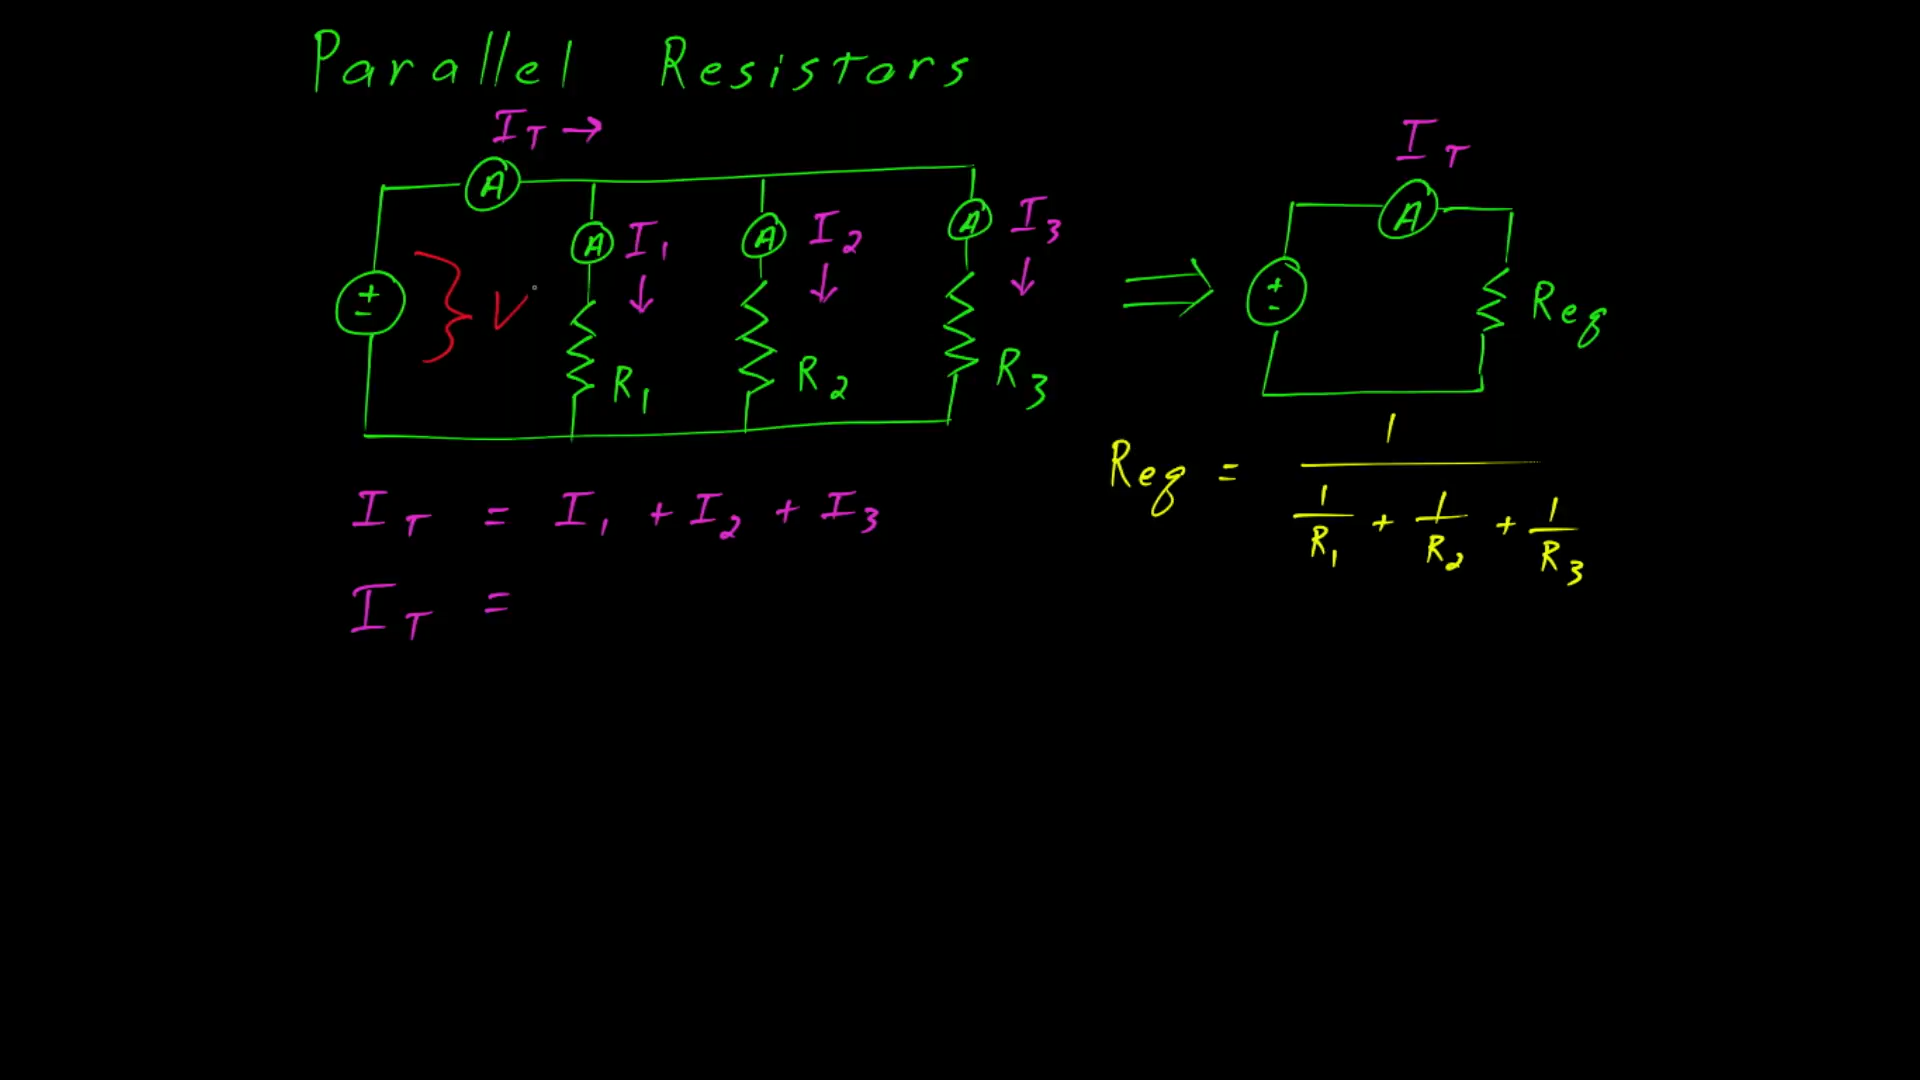 Parallel Resistors
I_T →
A
A I_1 ↓
A I_2 ↓
A I_3 ↓
+
-
} V
R_1
R_2
R_3
⇒
I_T
A
+
-
Req
I_T = I_1 + I_2 + I_3
I_T =
Req = 1 / (1/R_1 + 1/R_2 + 1/R_3)